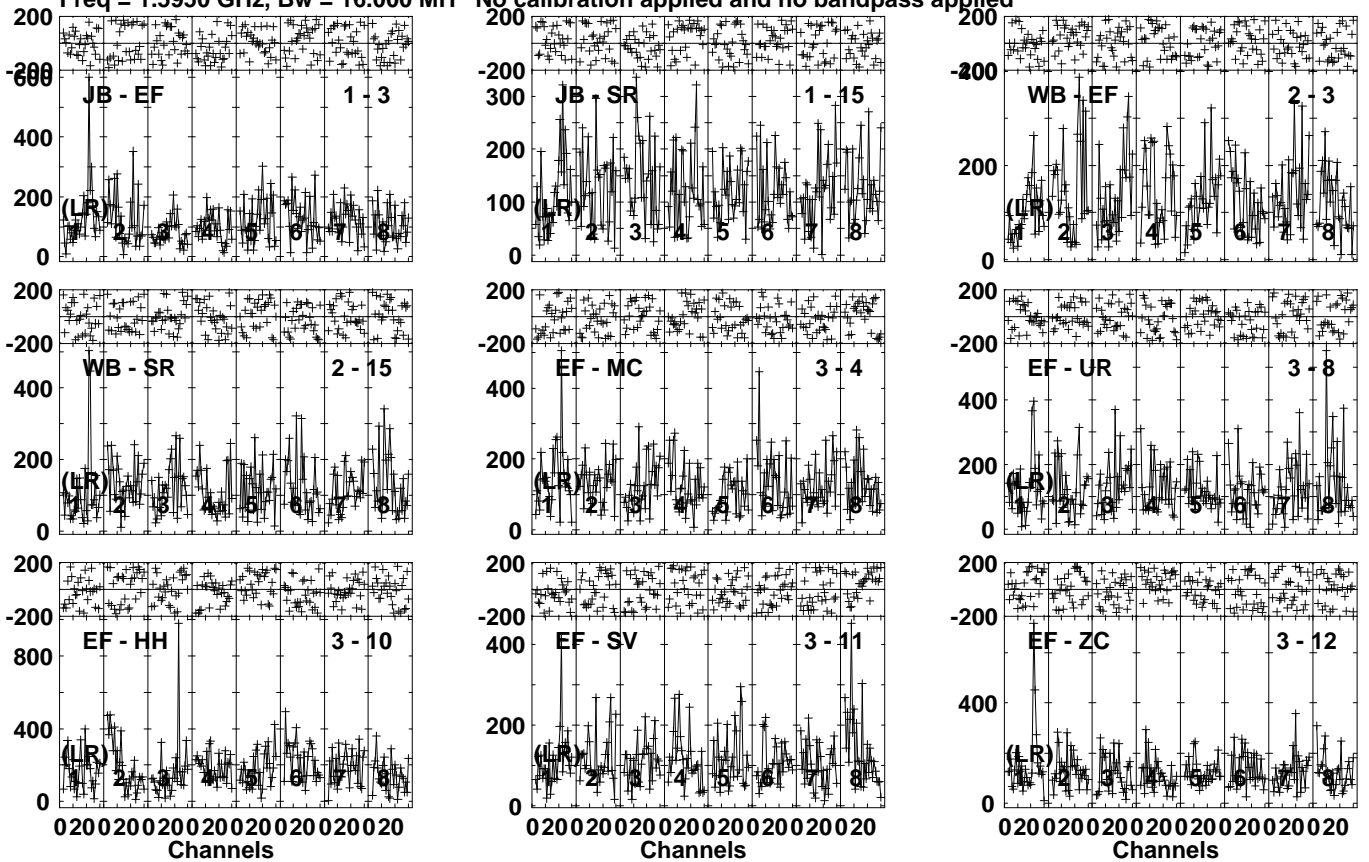 Freq = 1.5950 GHz, Bw = 16.000 MH No calibration applied and no bandpass applied
200 200 200
-200 -200 -200
600 JB - EF 1 - 3 JB - SR 1 - 15 400 WB - EF 2 - 3
400 300
200 200 200
100
(LR) (LR) (LR)
1 2 3 4 5 6 7 8 1 2 3 4 5 6 7 8 1 2 3 4 5 6 7 8
0 0 0
200 200 200
-200 -200 -200
WB - SR 2 - 15 EF - MC 3 - 4 EF - UR 3 - 8
400 400 400
200 200 200
(LR) (LR) (LR)
1 2 3 4 5 6 7 8 1 2 3 4 5 6 7 8 1 2 3 4 5 6 7 8
0 0 0
200 200 200
-200 -200 -200
EF - HH 3 - 10 EF - SV 3 - 11 EF - ZC 3 - 12
800 400
400 200 400
(LR) (LR) (LR)
1 2 3 4 5 6 7 8 1 2 3 4 5 6 7 8 1 2 3 4 5 6 7 8
0 0 0
0 20 0 20 0 20 0 20 0 20 0 20 0 20 0 20 0 20 0 20 0 20 0 20 0 20 0 20 0 20 0 20 0 20 0 20 0 20 0 20 0 20 0 20 0 20 0 20
Channels Channels Channels